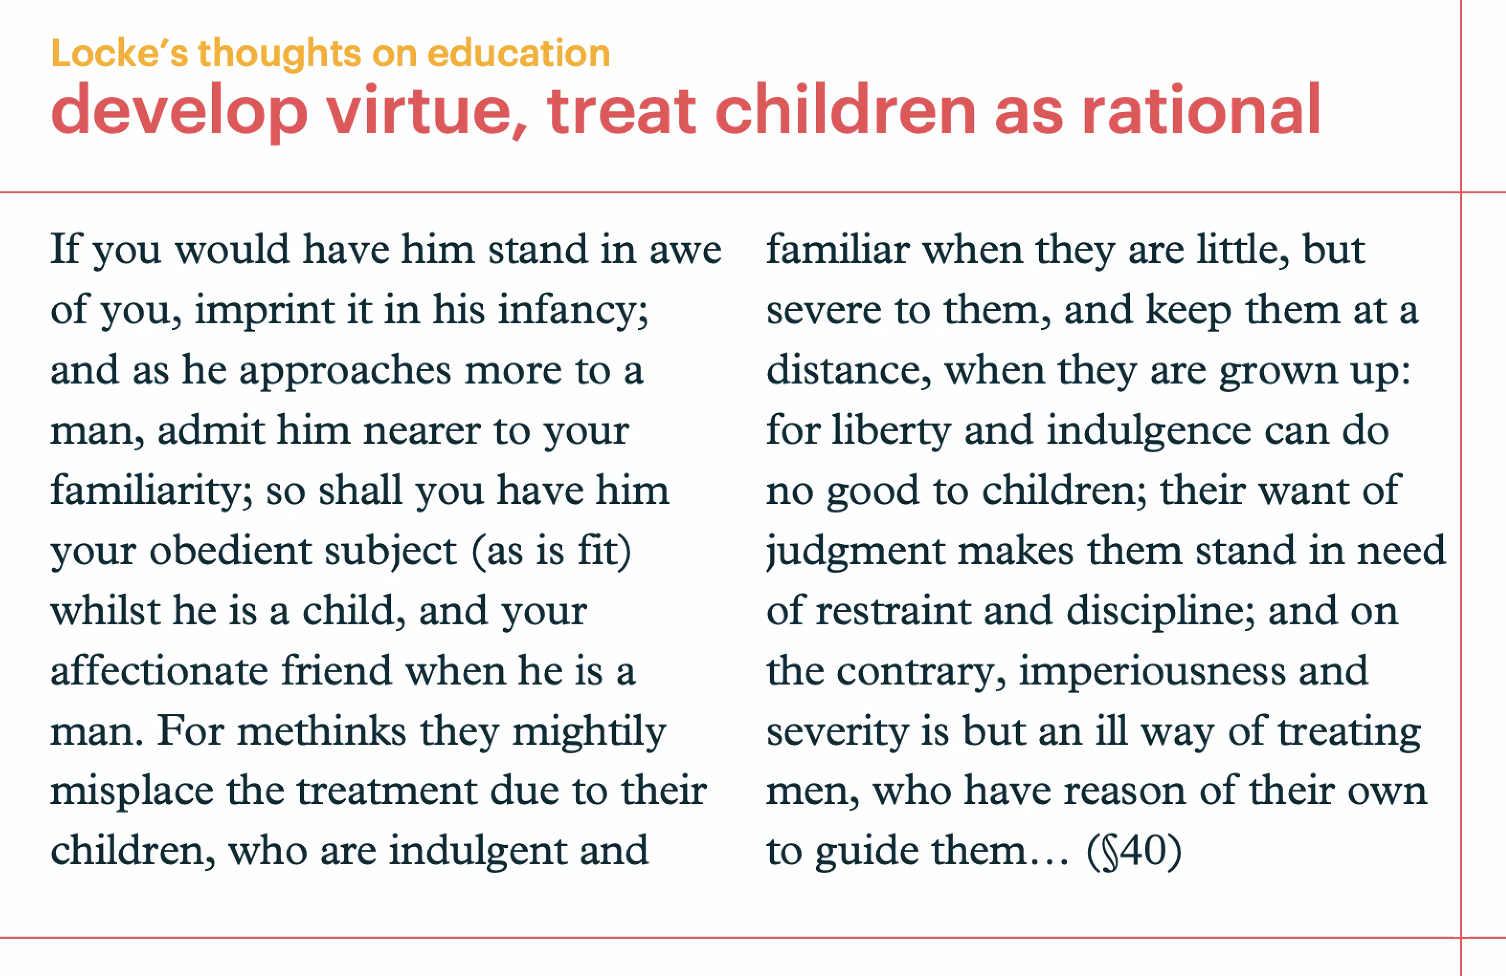 Locke’s thoughts on education
develop virtue, treat children as rational
If you would have him stand in awe
of you, imprint it in his infancy;
and as he approaches more to a
man, admit him nearer to your
familiarity; so shall you have him
your obedient subject (as is fit)
whilst he is a child, and your
affectionate friend when he is a
man. For methinks they mightily
misplace the treatment due to their
children, who are indulgent and
familiar when they are little, but
severe to them, and keep them at a
distance, when they are grown up:
for liberty and indulgence can do
no good to children; their want of
judgment makes them stand in need
of restraint and discipline; and on
the contrary, imperiousness and
severity is but an ill way of treating
men, who have reason of their own
to guide them… (§40)